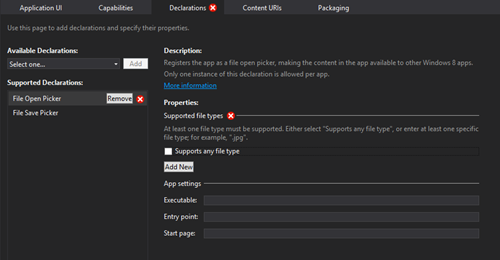 Application UI
Capabilities
Declarations
Content URIs
Packaging
Use this page to add declarations and specify their properties.
Available Declarations:
Select one...
Add
Supported Declarations:
File Open Picker
Remove
File Save Picker
Description:
Registers the app as a file open picker, making the content in the app available to other Windows 8 apps.
Only one instance of this declaration is allowed per app.
More information
Properties:
Supported file types
At least one file type must be supported. Either select "Supports any file type", or enter at least one specific
file type; for example, ".jpg".
Supports any file type
Add New
App settings
Executable:
Entry point:
Start page: